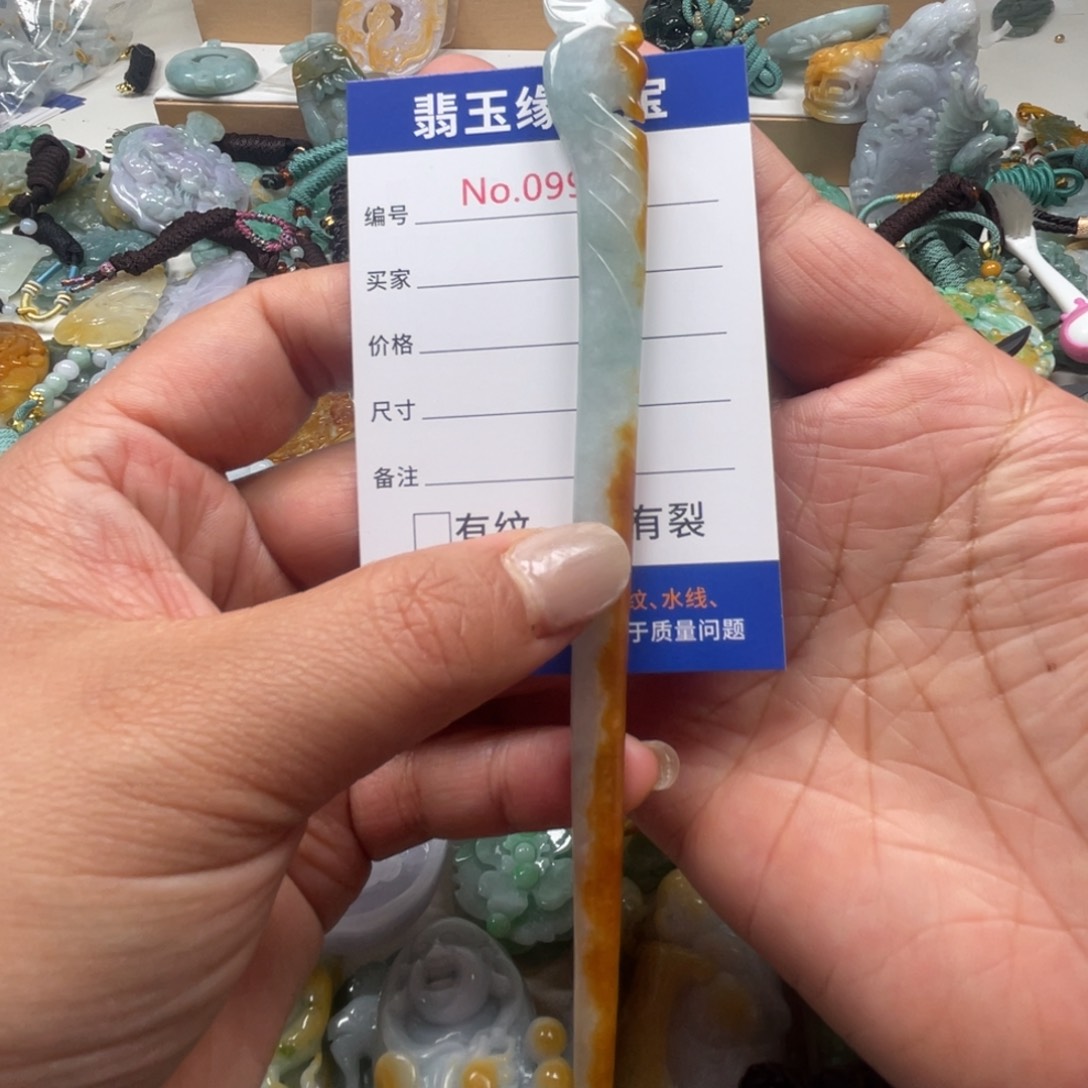 翡玉缘 宝
No.099
编号
买家
价格
尺寸
备注
有纹 有裂
纹、水线、
于质量问题